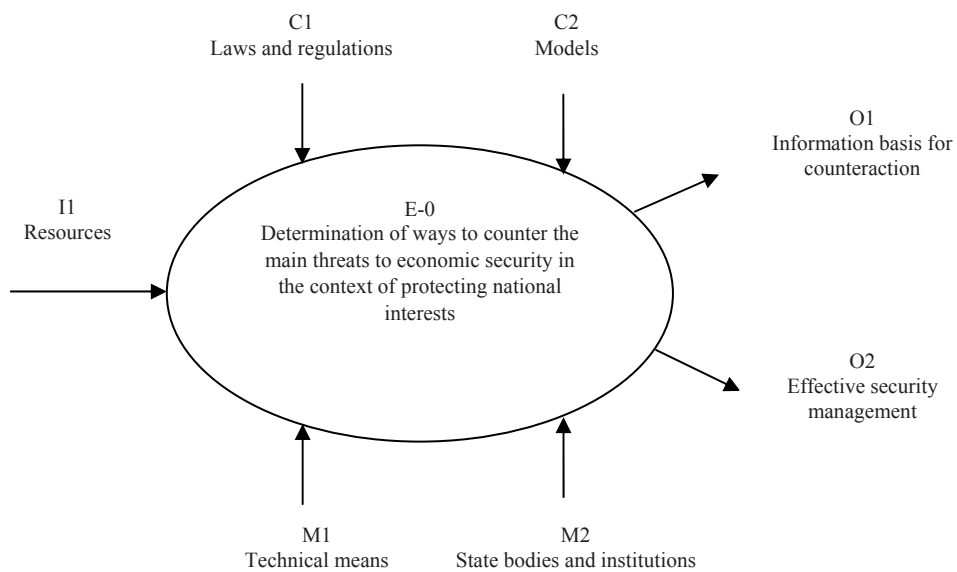 C1
Laws and regulations
C2
Models
O1
Information basis for
counteraction
I1
Resources
E-0
Determination of ways to counter the
main threats to economic security in
the context of protecting national
interests
O2
Effective security
management
M1
Technical means
M2
State bodies and institutions